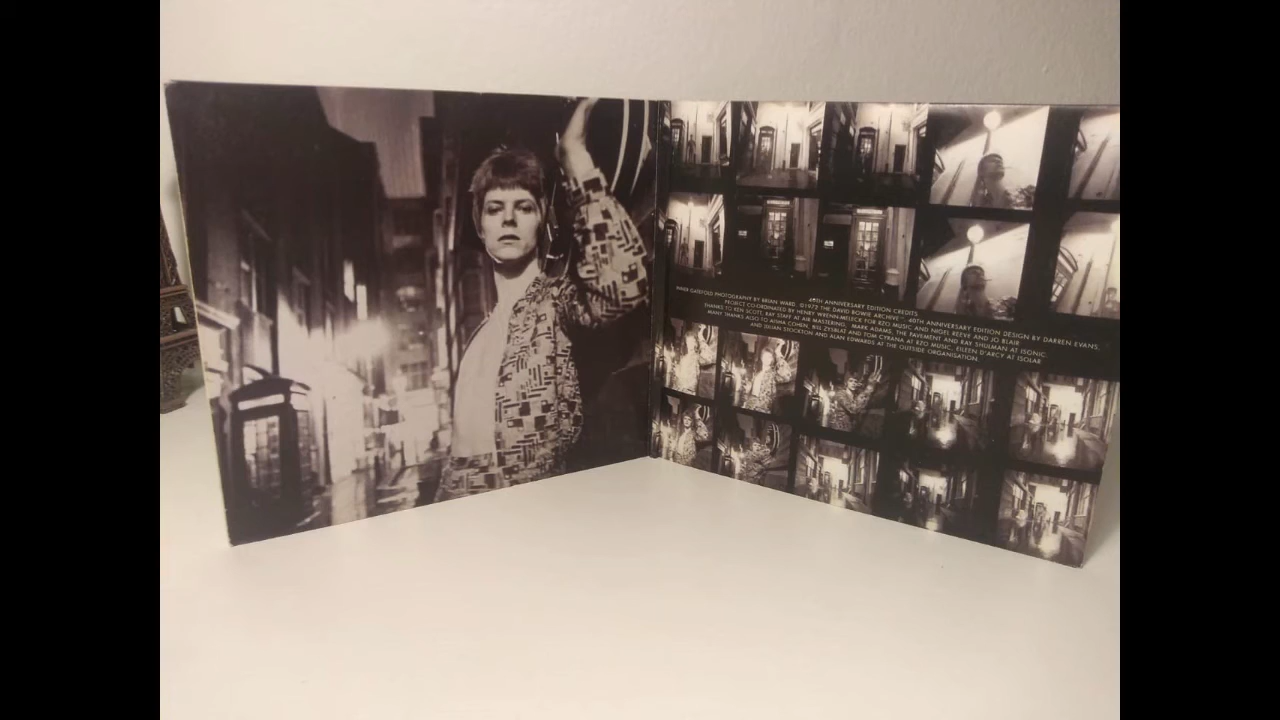 40TH ANNIVERSARY EDITION CREDITS
INNER GATEFOLD PHOTOGRAPHY BY BRIAN WARD. ©1972 THE DAVID BOWIE ARCHIVE™. 40TH ANNIVERSARY EDITION DESIGN BY DARREN EVANS.
PROJECT CO-ORDINATED BY HENRY WRENN-MELECK FOR RZO MUSIC AND NIGEL REEVE AND JO BLAIR
THANKS TO KEN SCOTT, RAY STAFF AT AIR MASTERING. MARK ADAMS, THE PAVEMENT AND RAY SHULMAN AT ISONIC
MANY THANKS ALSO TO AISHA COHEN, BILL ZYSBLAT AND TOM CYRANA AT RZO MUSIC. EILEEN D'ARCY AT ISOLAR
AND JULIAN STOCKTON AND ALAN EDWARDS AT THE OUTSIDE ORGANISATION.